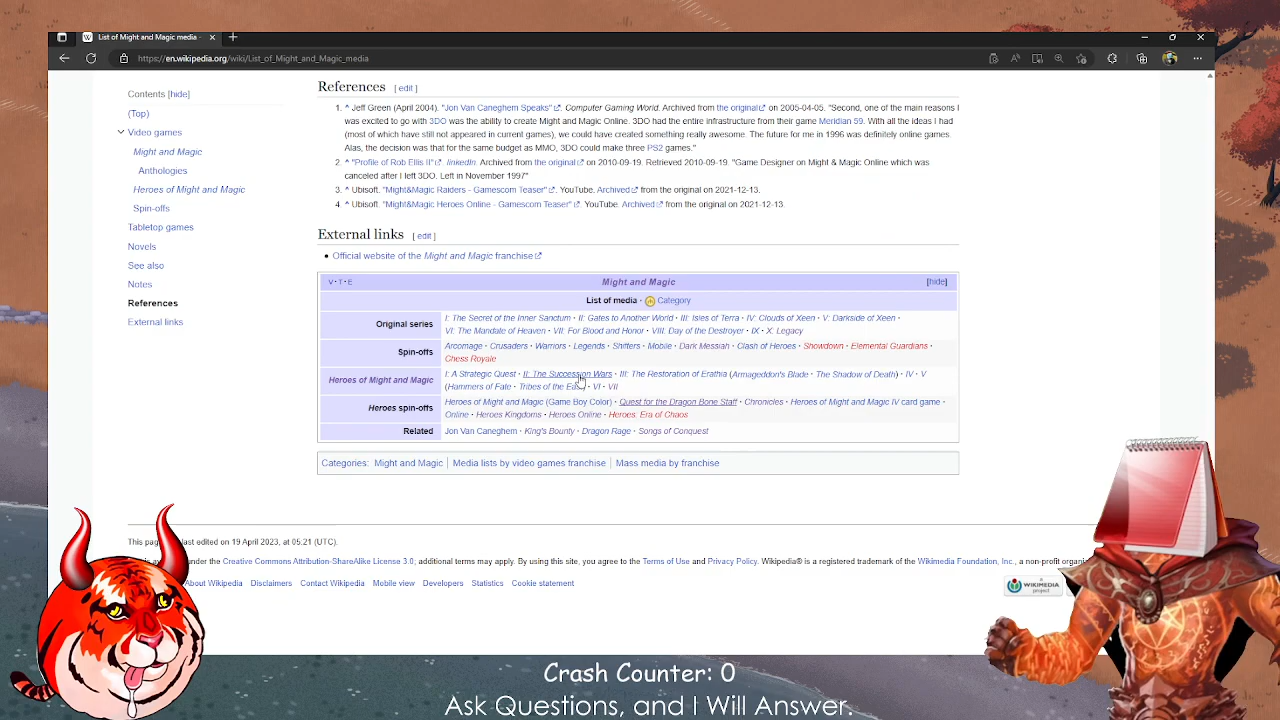 List of Might and Magic media -
https://en.wikipedia.org/wiki/List_of_Might_and_Magic_media
Contents [hide]
(Top)
Video games
Might and Magic
Anthologies
Heroes of Might and Magic
Spin-offs
Tabletop games
Novels
See also
Notes
References
External links
References [ edit ]
1. ^ Jeff Green (April 2004). "Jon Van Caneghem Speaks". Computer Gaming World. Archived from the original on 2005-04-05. "Second, one of the main reasons I
was excited to go with 3DO was the ability to create Might and Magic Online. 3DO had the entire infrastructure from their game Meridian 59. With all the ideas I had
(most of which have still not appeared in current games), we could have created something really awesome. The future for me in 1996 was definitely online games.
Alas, the decision was that for the same budget as MMO, 3DO could make three PS2 games."
2. ^ "Profile of Rob Ellis II". linkedin. Archived from the original on 2010-09-19. Retrieved 2010-09-19. "Game Designer on Might & Magic Online which was
canceled after I left 3DO. Left in November 1997"
3. ^ Ubisoft. "Might&Magic Raiders - Gamescom Teaser". YouTube. Archived from the original on 2021-12-13.
4 ^ Ubisoft. "Might&Magic Heroes Online - Gamescom Teaser". YouTube. Archived from the original on 2021-12-13.
External links [ edit ]
• Official website of the Might and Magic franchise
V · T · E Might and Magic [hide]
List of media · Category
Original series I: The Secret of the Inner Sanctum · II: Gates to Another World · III: Isles of Terra · IV: Clouds of Xeen · V: Darkside of Xeen ·
VI: The Mandate of Heaven · VII: For Blood and Honor · VIII: Day of the Destroyer · IX · X: Legacy
Spin-offs Arcomage · Crusaders · Warriors · Legends · Shifters · Mobile · Dark Messiah · Clash of Heroes · Showdown · Elemental Guardians ·
Chess Royale
Heroes of Might and Magic I: A Strategic Quest · II: The Succession Wars · III: The Restoration of Erathia (Armageddon's Blade · The Shadow of Death) · IV · V
(Hammers of Fate · Tribes of the · VI · VII
Heroes spin-offs Heroes of Might and Magic (Game Boy Color) · Quest for the Dragon Bone Staff · Chronicles · Heroes of Might and Magic IV card game ·
Online · Heroes Kingdoms · Heroes Online · Heroes: Era of Chaos
Related Jon Van Caneghem · King's Bounty · Dragon Rage · Songs of Conquest
Categories: Might and Magic | Media lists by video games franchise | Mass media by franchise
This last edited on 19 April 2023, at 05:21 (UTC).
under the Creative Commons Attribution-ShareAlike License 3.0; additional terms may apply. By using this site, you agree to the Terms of Use and Privacy Policy. Wikipedia® is a registered trademark of the Wikimedia Foundation, Inc., a non-profit
About Wikipedia Disclaimers Contact Wikipedia Mobile view Developers Statistics Cookie statement
a
WIKIMEDIA
project
Crash Counter: 0
Ask Questions, and I Will Answer.